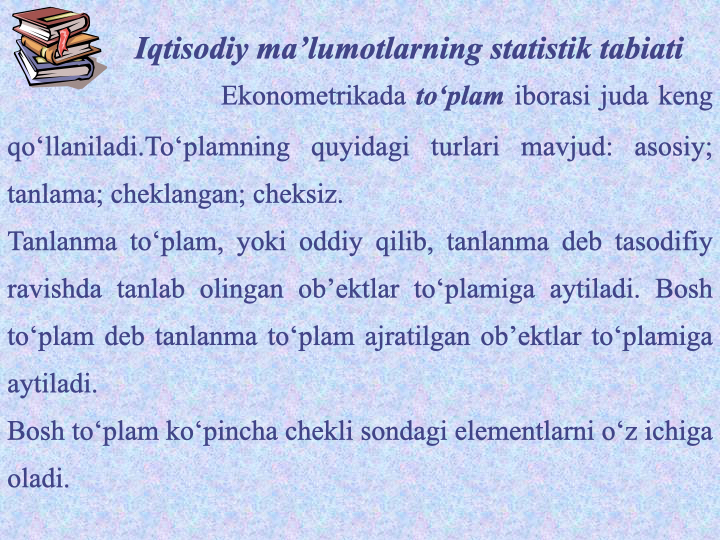 Iqtisodiy ma’lumotlarning statistik tabiati
Ekonometrikada to‘plam iborasi juda keng
qo‘llaniladi.To‘plamning quyidagi turlari mavjud: asosiy;
tanlama; cheklangan; cheksiz.
Tanlanma to‘plam, yoki oddiy qilib, tanlanma deb tasodifiy
ravishda tanlab olingan ob’ektlar to‘plamiga aytiladi. Bosh
to‘plam deb tanlanma to‘plam ajratilgan ob’ektlar to‘plamiga
aytiladi.
Bosh to‘plam ko‘pincha chekli sondagi elementlarni o‘z ichiga
oladi.